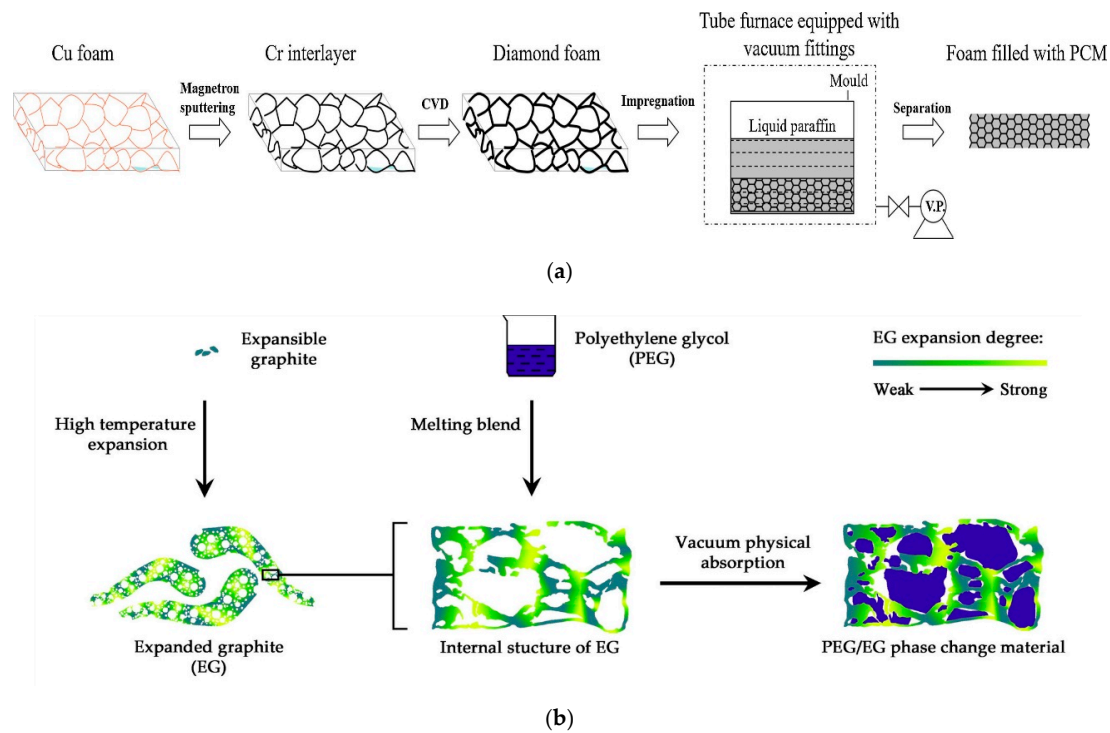 Cu foam
Magnetron
sputtering
Cr interlayer
CVD
Diamond foam
Impregnation
Tube furnace equipped with
vacuum fittings
Mould
Liquid paraffin
V.P.
Separation
Foam filled with PCM
(a)
Expansible
graphite
Polyethylene glycol
(PEG)
EG expansion degree:
Weak
Strong
High temperature
expansion
Melting blend
Vacuum physical
absorption
Expanded graphite
(EG)
Internal stucture of EG
PEG/EG phase change material
(b)